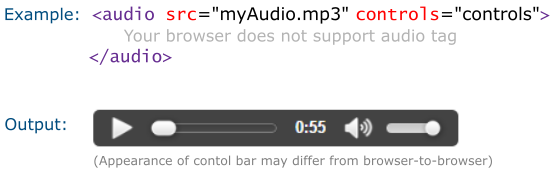 Example: <audio src="myAudio.mp3" controls="controls">
Your browser does not support audio tag
</audio>
Output: 0:55
(Appearance of contol bar may differ from browser-to-browser)